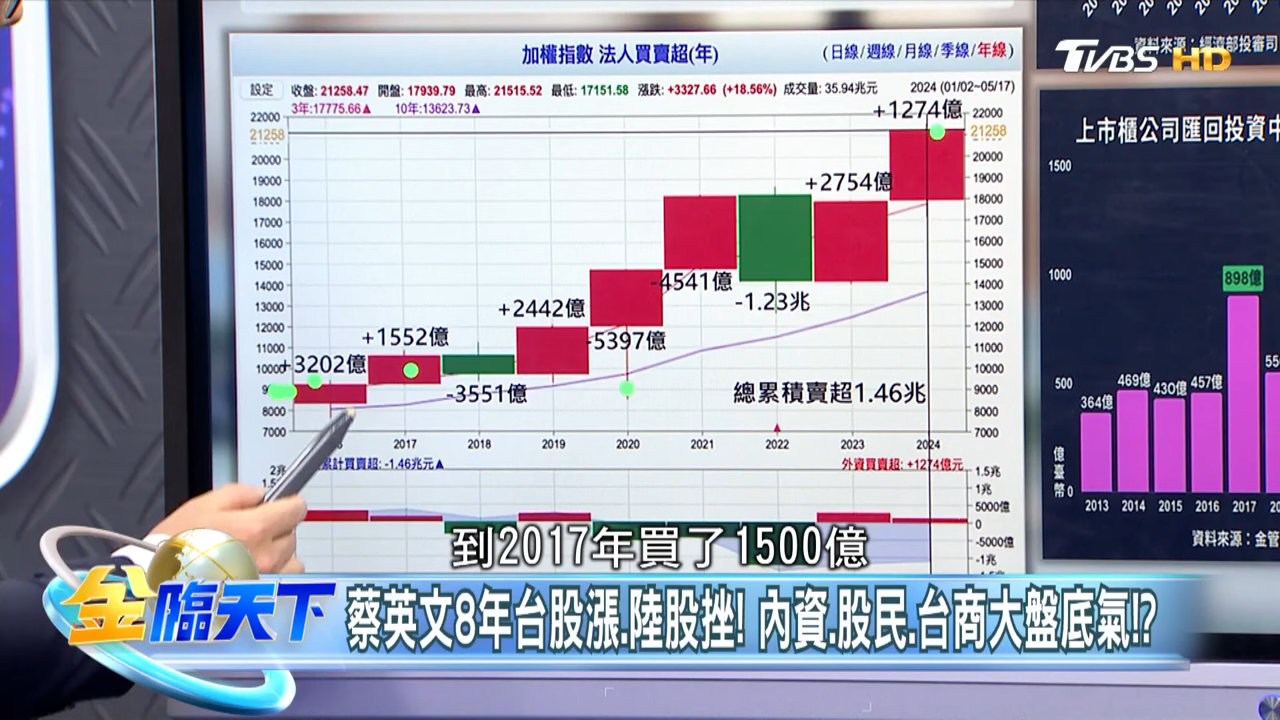 加權指數 法人買賣超(年)
(日線/週線/月線/季線/年線)
設定
收盤: 21258.47 開盤: 17939.79 最高: 21515.52 最低: 17151.58 漲跌: +3327.66 (+18.56%) 成交量: 35.94兆元
2024 (01/02~05/17)
3年:17775.66▲ 10年:13623.73▲
+1274億
22000
21258
20000
19000
18000
17000
16000
15000
14000
13000
12000
11000
8000
7000
22000
21258
20000
19000
18000
17000
16000
15000
14000
13000
12000
11000
10000
9000
8000
7000
+3202億
+1552億
-3551億
+2442億
-5397億
-4541億
-1.23兆
+2754億
總累積賣超1.46兆
2017 2018 2019 2020 2021 2022 2023 2024
累計買賣超: -1.46兆元▲
外資買賣超: +1274億元
2兆
1.5兆
1兆
5000億
0
-5000億
-1兆
資料來源:經濟部投審司
TVBS HD
上市櫃公司匯回投資中
1500
1000
500
0
億臺幣
364億 469億 430億 457億 898億
2013 2014 2015 2016 2017
資料來源:金管
到2017年買了1500億
金臨天下
蔡英文8年台股漲.陸股挫! 內資.股民.台商大盤底氣!?